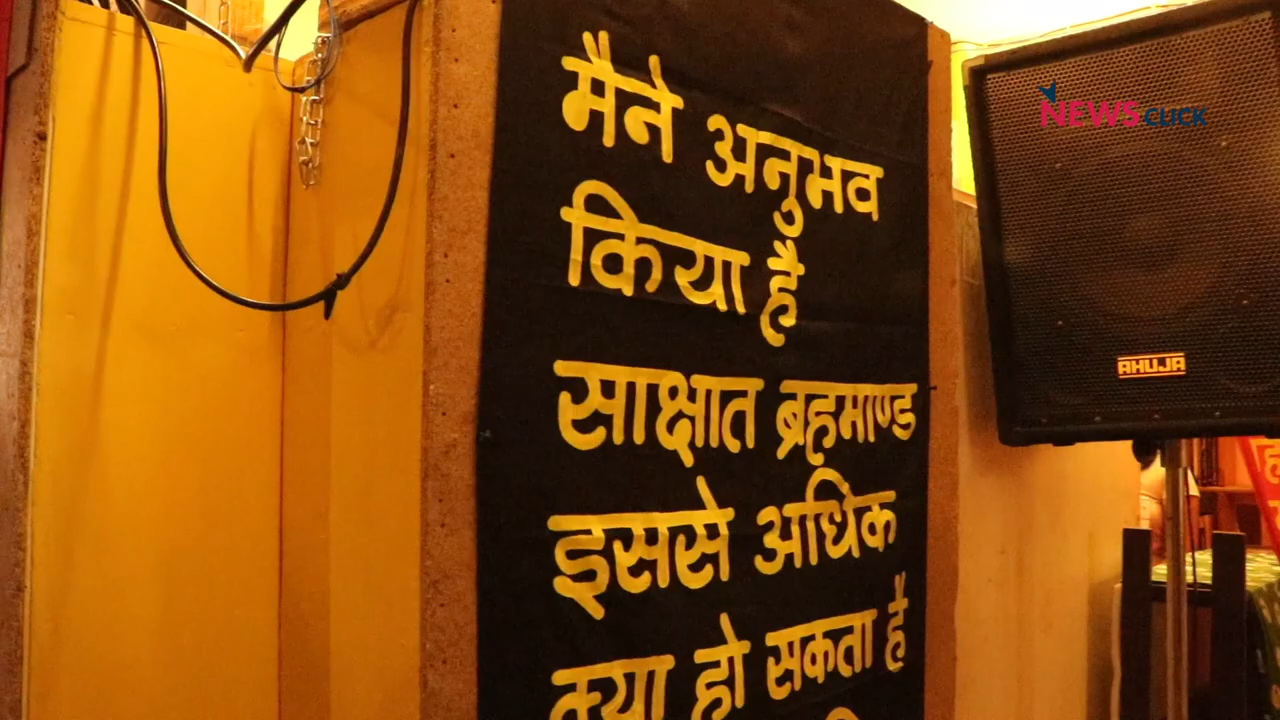 मैने अनुभव
किया है
साक्षात ब्रहमाण्ड
इससे अधिक
क्या हो सकता है
NEWSCLICK
AHUJA